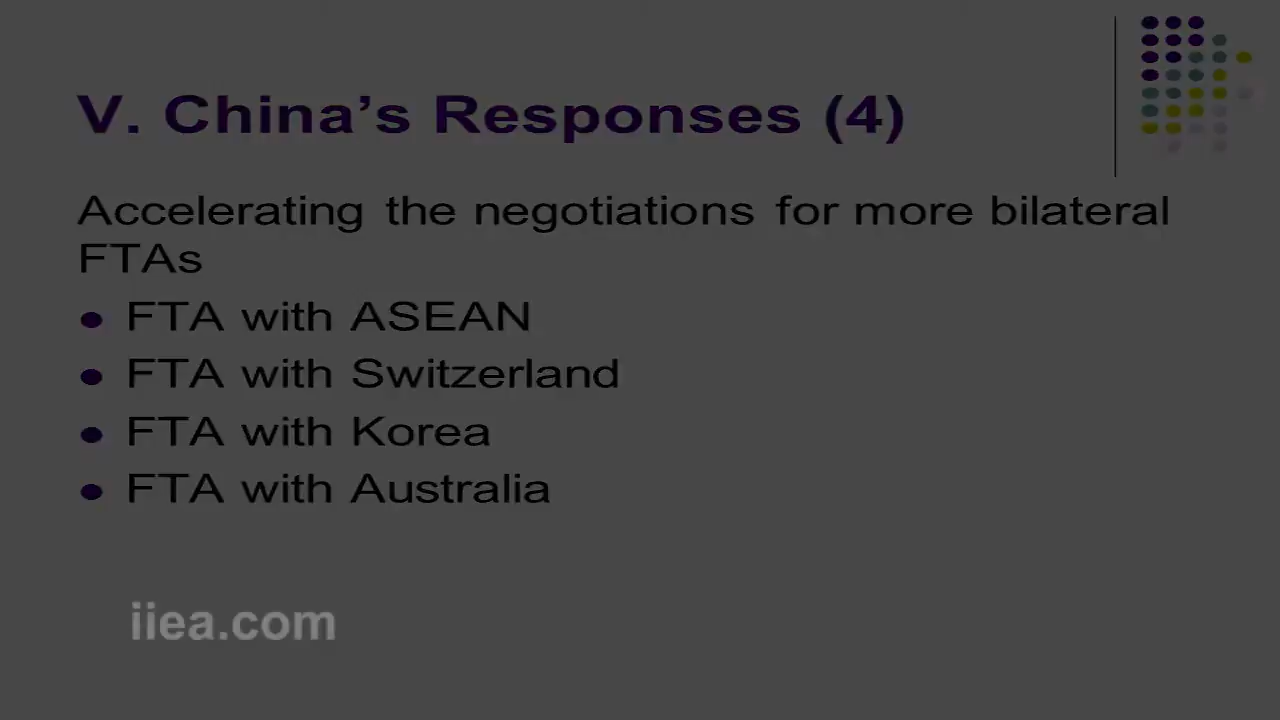 V. China’s Responses (4)
Accelerating the negotiations for more bilateral
FTAs
• FTA with ASEAN
• FTA with Switzerland
• FTA with Korea
• FTA with Australia
iiea.com